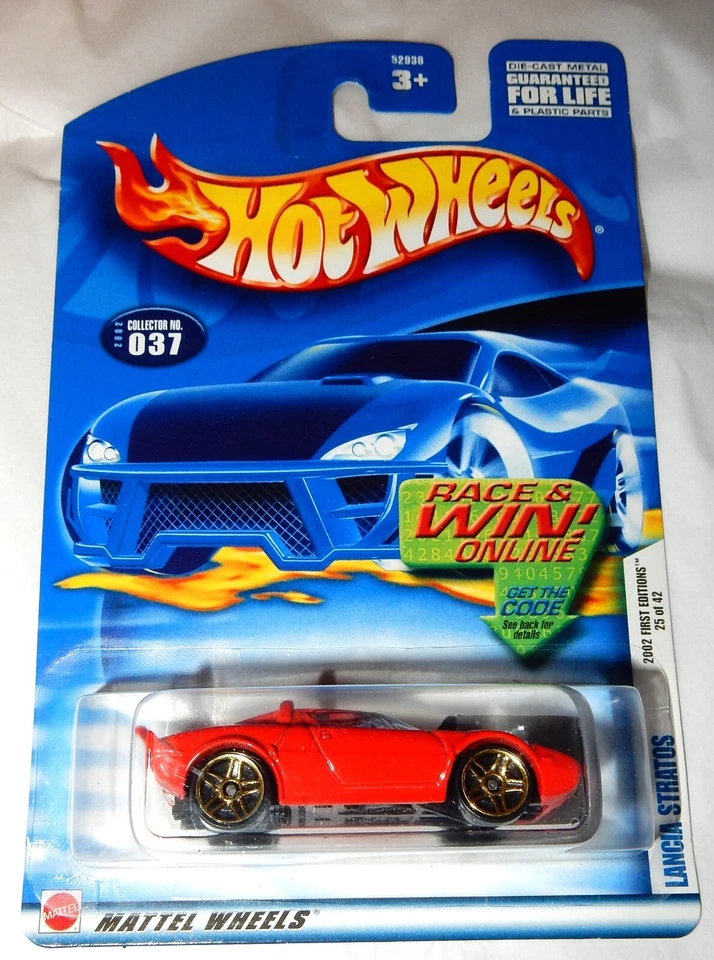 52938
3+
DIE-CAST METAL
GUARANTEED
FOR LIFE
& PLASTIC PARTS
HOT WHEELS®
2002
COLLECTOR NO.
037
RACE &
WIN!
ONLINE
GET THE
CODE
See back for
details
2002 FIRST EDITIONS™
25 of 42
LANCIA STRATOS
MATTEL
MATTEL WHEELS®